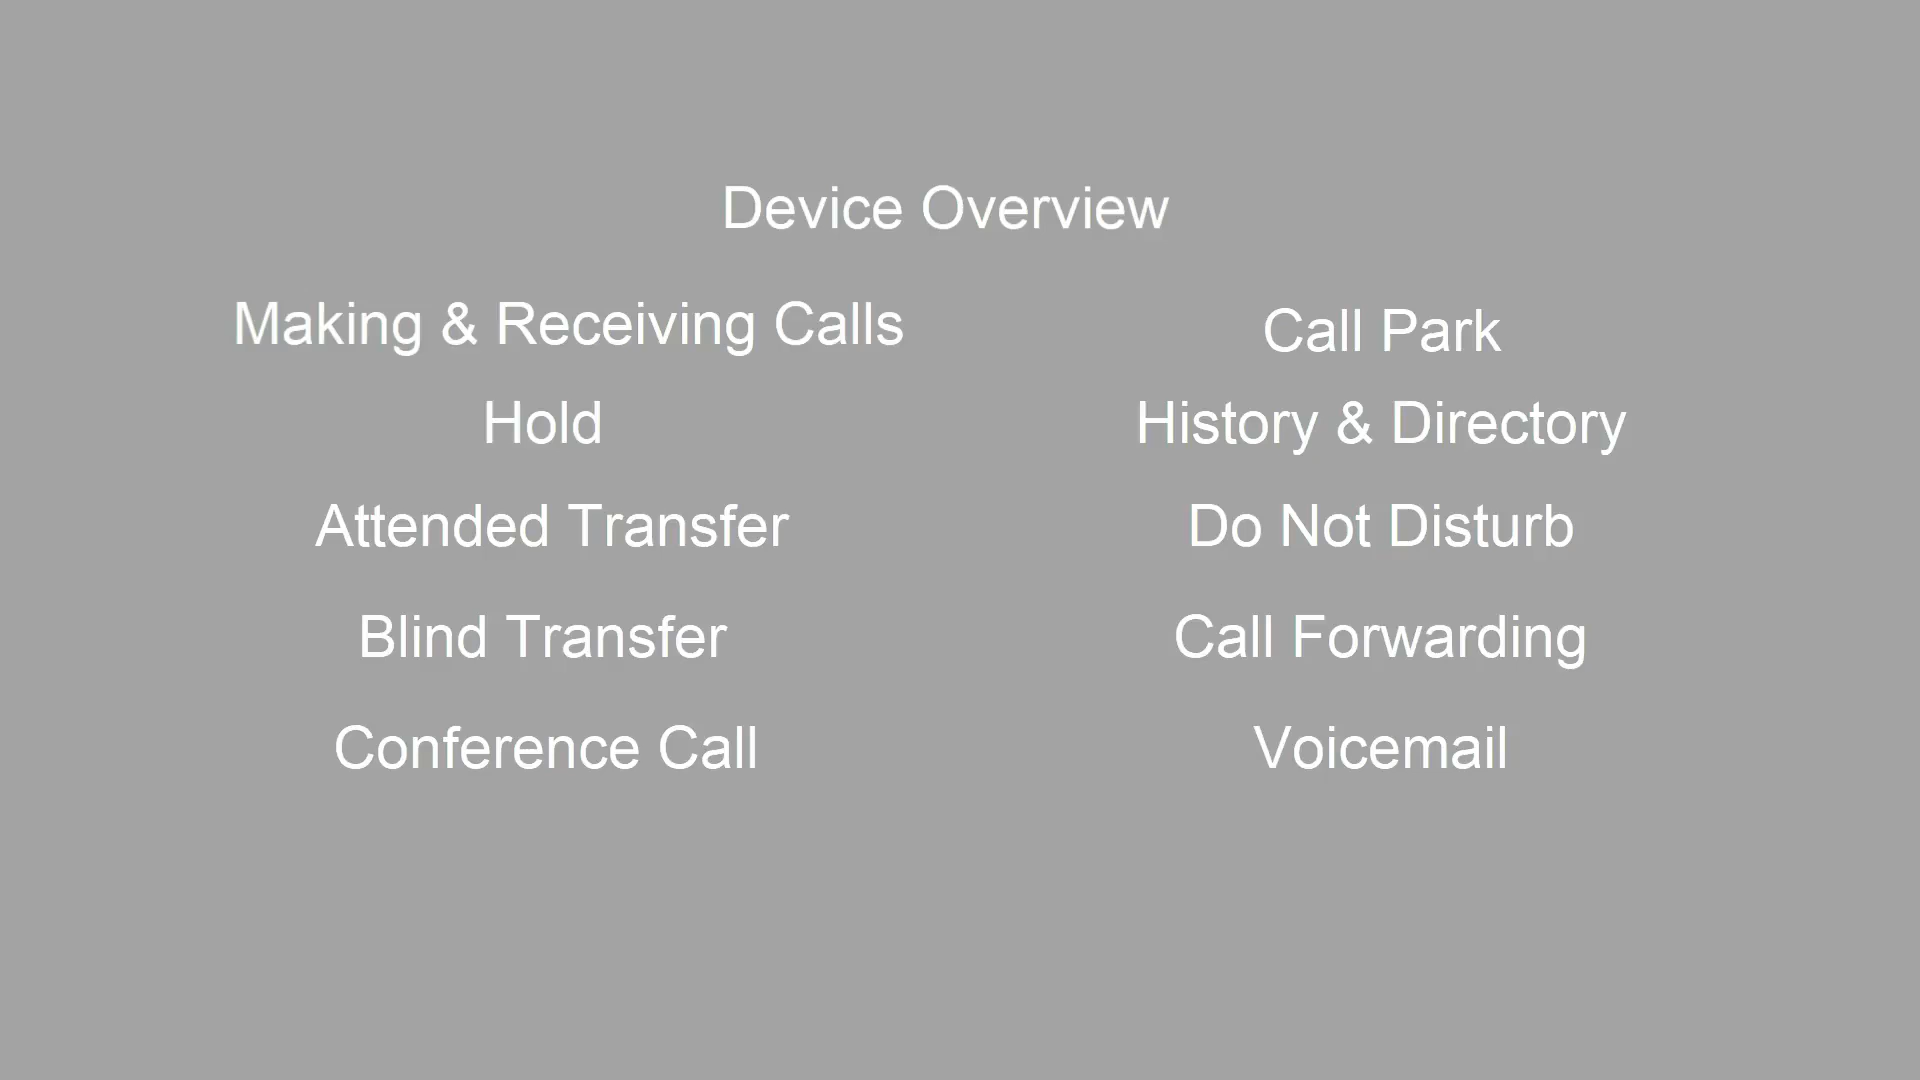 Device Overview
Making & Receiving Calls
Hold
Attended Transfer
Blind Transfer
Conference Call
Call Park
History & Directory
Do Not Disturb
Call Forwarding
Voicemail